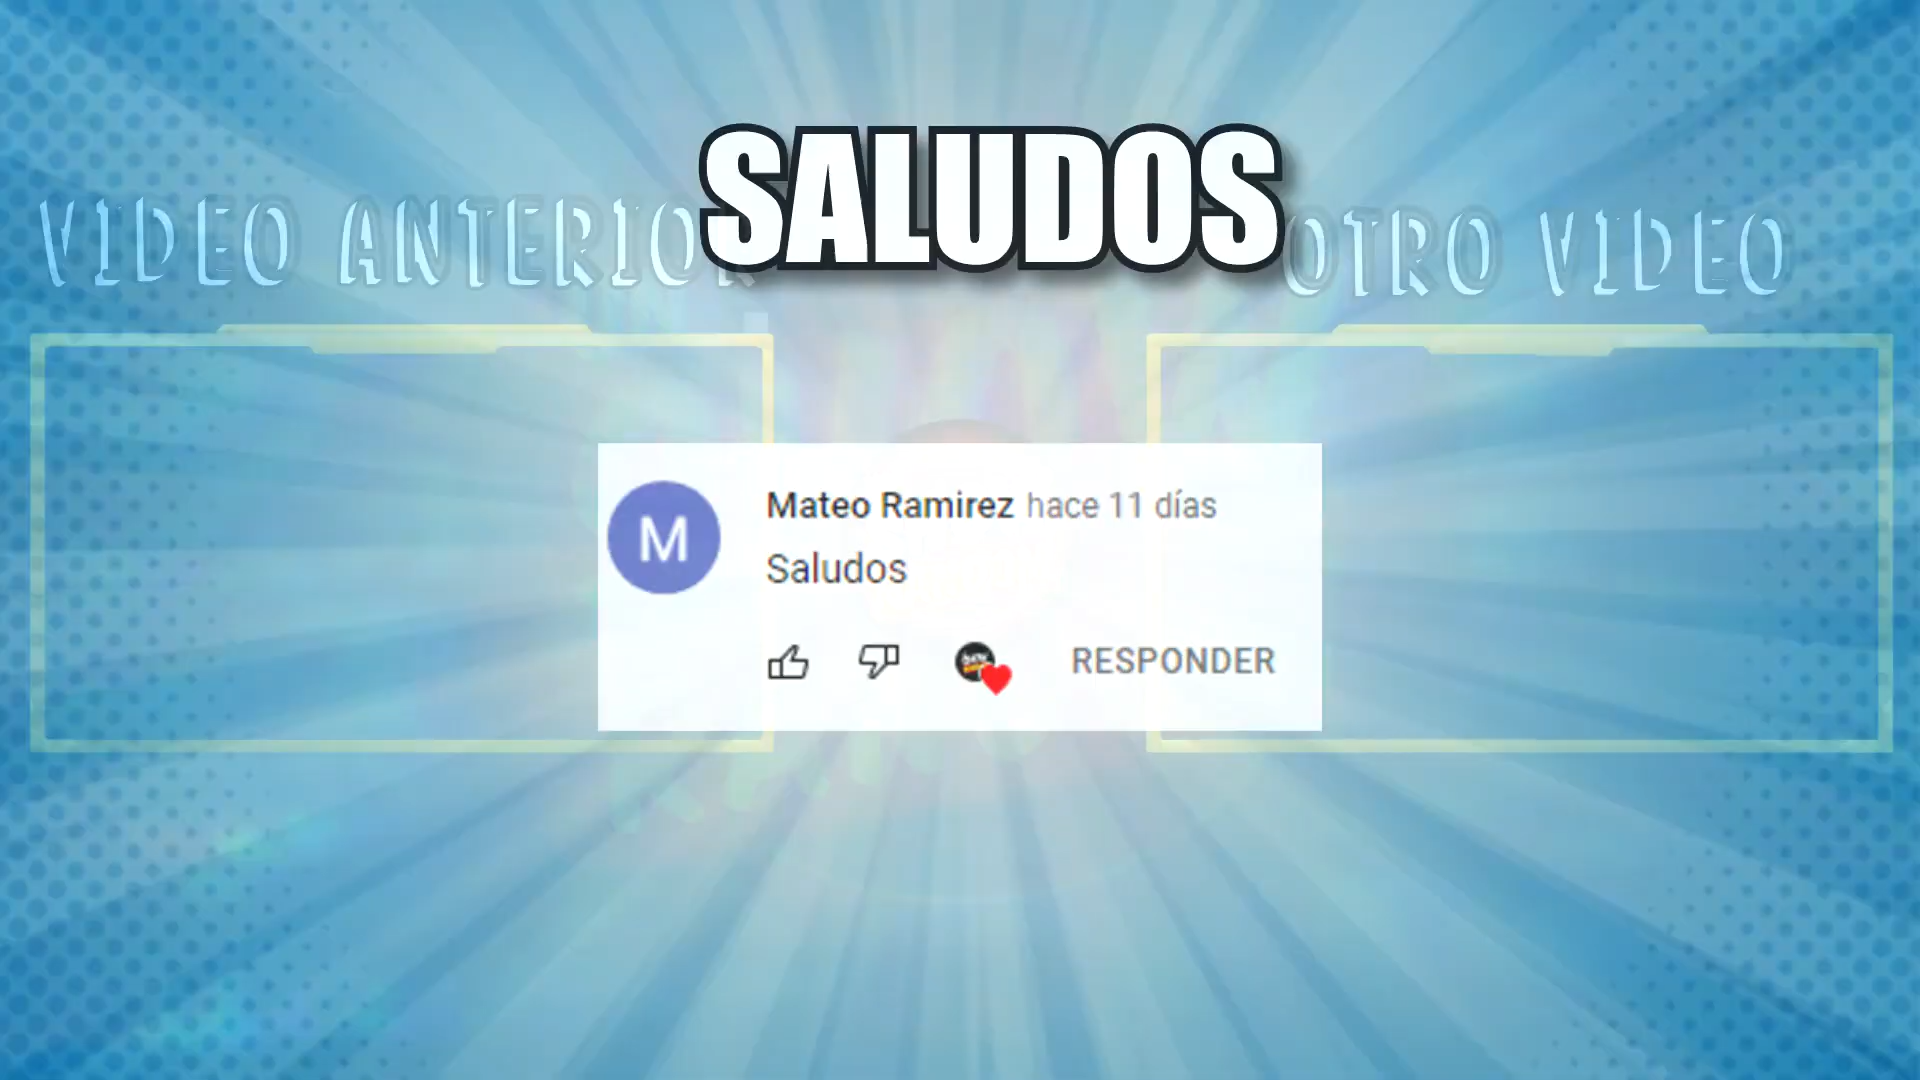 SALUDOS
VIDEO ANTERIOR
OTRO VIDEO
M
Mateo Ramirez hace 11 días
Saludos
RESPONDER